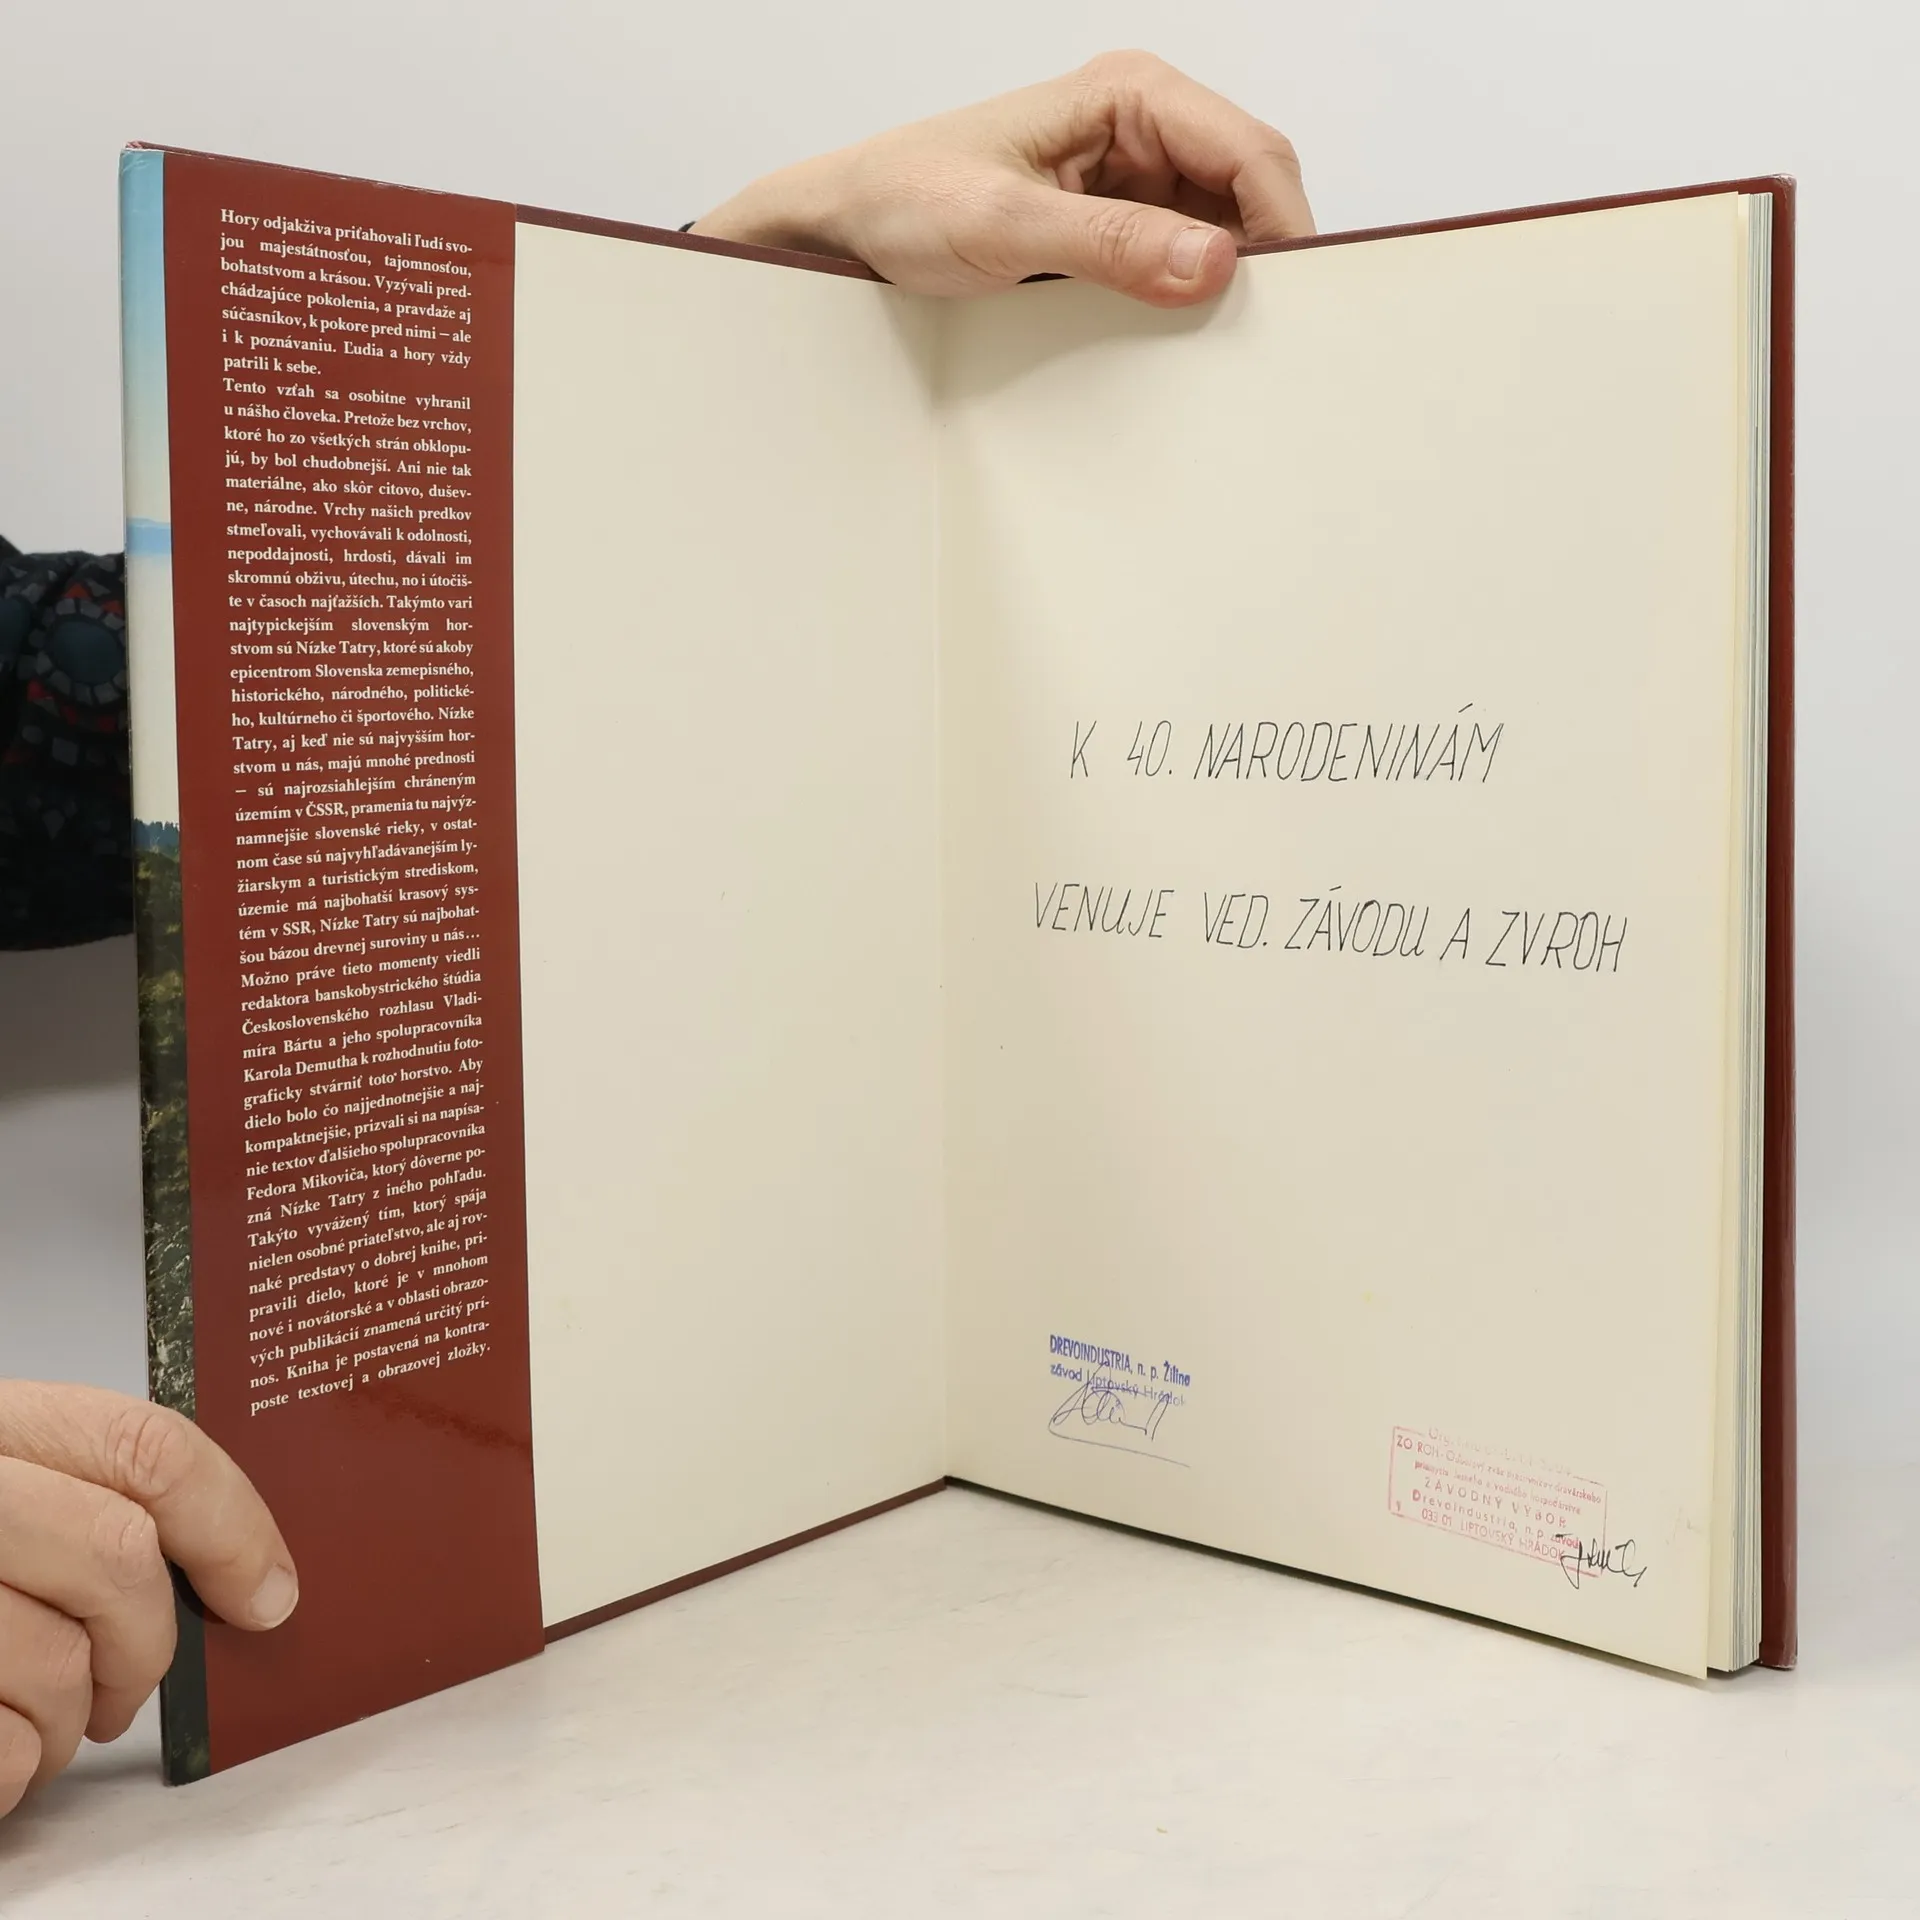 Hory odjakživa priťahovali ľudí svo-
jou majestátnosťou, tajomnosťou,
bohatstvom a krásou. Vyzývali pred-
chádzajúce pokolenia, a pravdaže aj
súčasníkov, k pokore pred nimi – ale
i k poznávaniu. Ľudia a hory vždy
patrili k sebe.
Tento vzťah sa osobitne vyhranil
u nášho človeka. Pretože bez vrchov,
ktoré ho zo všetkých strán obklopu-
jú, by bol chudobnejší. Ani nie tak
materiálne, ako skôr citovo, dušev-
ne, národne. Vrchy našich predkov
stmeľovali, vychovávali k odolnosti,
nepoddajnosti, hrdosti, dávali im
skromnú obživu, útechu, no i útočiš-
te v časoch najťažších. Takýmto vari
najtypickejším slovenským hor-
stvom sú Nízke Tatry, ktoré sú akoby
epicentrom Slovenska zemepisného,
historického, národného, politické-
ho, kultúrneho či športového. Nízke
Tatry, aj keď nie sú najvyšším hor-
stvom u nás, majú mnohé prednosti
– sú najrozsiahlejším chráneným
územím v ČSSR, pramenia tu najvýz-
namnejšie slovenské rieky, v ostat-
nom čase sú najvyhľadávanejším ly-
žiarskym a turistickým strediskom,
územie má najbohatší krasový sys-
tém v SSR, Nízke Tatry sú najbohat-
šou bázou drevnej suroviny u nás...
Možno práve tieto momenty viedli
redaktora banskobystrického štúdia
Československého rozhlasu Vladi-
míra Bártu a jeho spolupracovníka
Karola Demutha k rozhodnutiu foto-
graficky stvárniť toto horstvo. Aby
dielo bolo čo najjednotnejšie a naj-
kompaktnejšie, prizvali si na napísa-
nie textov ďalšieho spolupracovníka
Fedora Mikoviča, ktorý dôverne po-
zná Nízke Tatry z iného pohľadu.
Takýto vyvážený tím, ktorý spája
nielen osobné priateľstvo, ale aj rov-
naké predstavy o dobrej knihe, pri-
pravili dielo, ktoré je v mnohom
nové i novátorské a v oblasti obrazo-
vých publikácií znamená určitý prí-
nos. Kniha je postavená na kontra-
poste textovej a obrazovej zložky.
K 40. NARODENINÁM
VENUJE VED. ZÁVODU A ZV ROH
DREVOINDUSTRIA, n. p. Žilina
závod Liptovský Hrádok
ZO ROH-Odborový zväz pracovníkov drevárskeho
priemyslu lesného a vodného hospodárstva
ZÁVODNÝ VÝBOR
Drevoindustria, n.p. závod
033 01 LIPTOVSKÝ HRÁDOK